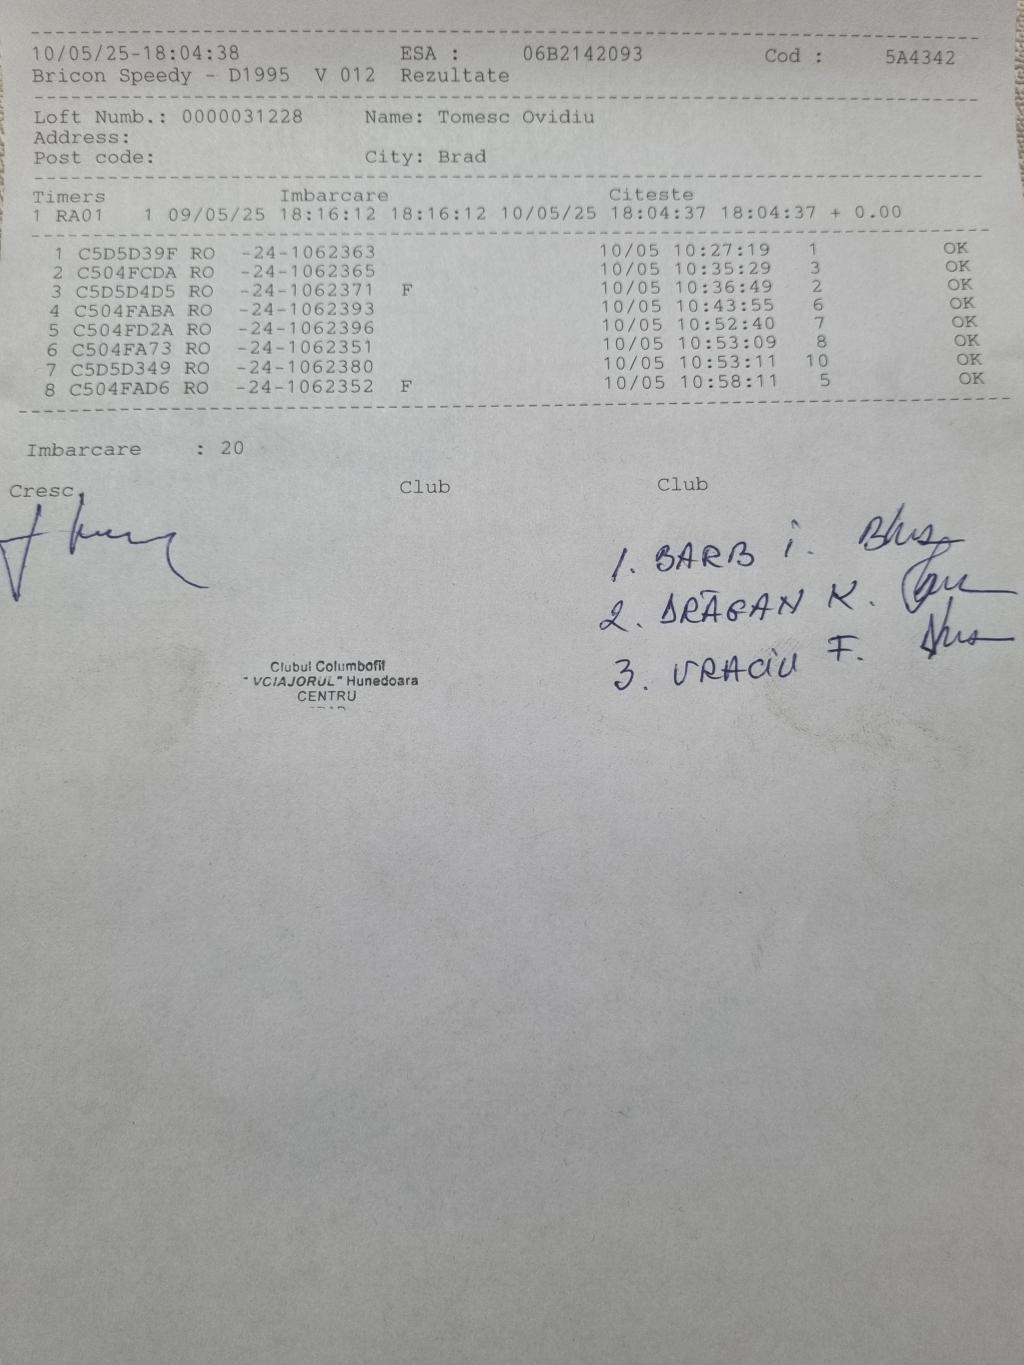 10/05/25-18:04:38 ESA : 06B2142093 Cod : 5A4342
Bricon Speedy - D1995 V 012 Rezultate
Loft Numb.: 0000031228 Name: Tomesc Ovidiu
Address:
Post code: City: Brad
Timers Imbarcare Citeste
1 RA01 1 09/05/25 18:16:12 18:16:12 10/05/25 18:04:37 18:04:37 + 0.00
1 C5D5D39F RO -24-1062363 10/05 10:27:19 1 OK
2 C504FCDA RO -24-1062365 10/05 10:35:29 3 OK
3 C5D5D4D5 RO -24-1062371 F 10/05 10:36:49 2 OK
4 C504FABA RO -24-1062393 10/05 10:43:55 6 OK
5 C504FD2A RO -24-1062396 10/05 10:52:40 7 OK
6 C504FA73 RO -24-1062351 10/05 10:53:09 8 OK
7 C5D5D349 RO -24-1062380 10/05 10:53:11 10 OK
8 C504FAD6 RO -24-1062352 F 10/05 10:58:11 5 OK
Imbarcare : 20
Cresc. Club Club
1. BARB i.
2. DRĂGAN K.
3. VRACIU F.
Clubul Columbofil
"VCIAJORUL" Hunedoara
CENTRU